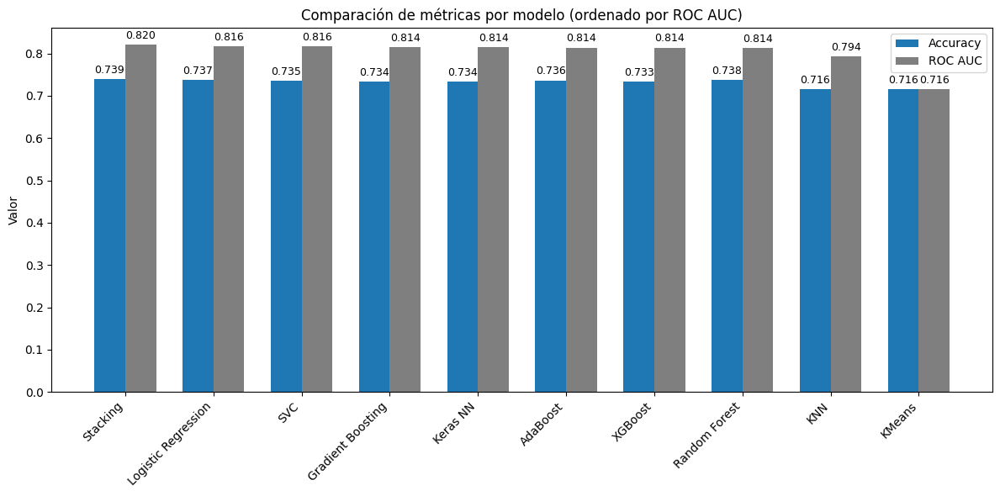 Comparación de métricas por modelo (ordenado por ROC AUC)
Accuracy
ROC AUC
Valor
0.8
0.7
0.6
0.5
0.4
0.3
0.2
0.1
0.0
0.739 0.820
0.737 0.816
0.735 0.816
0.734 0.814
0.734 0.814
0.736 0.814
0.733 0.814
0.738 0.814
0.716 0.794
0.716 0.716
Stacking
Logistic Regression
SVC
Gradient Boosting
Keras NN
AdaBoost
XGBoost
Random Forest
KNN
KMeans